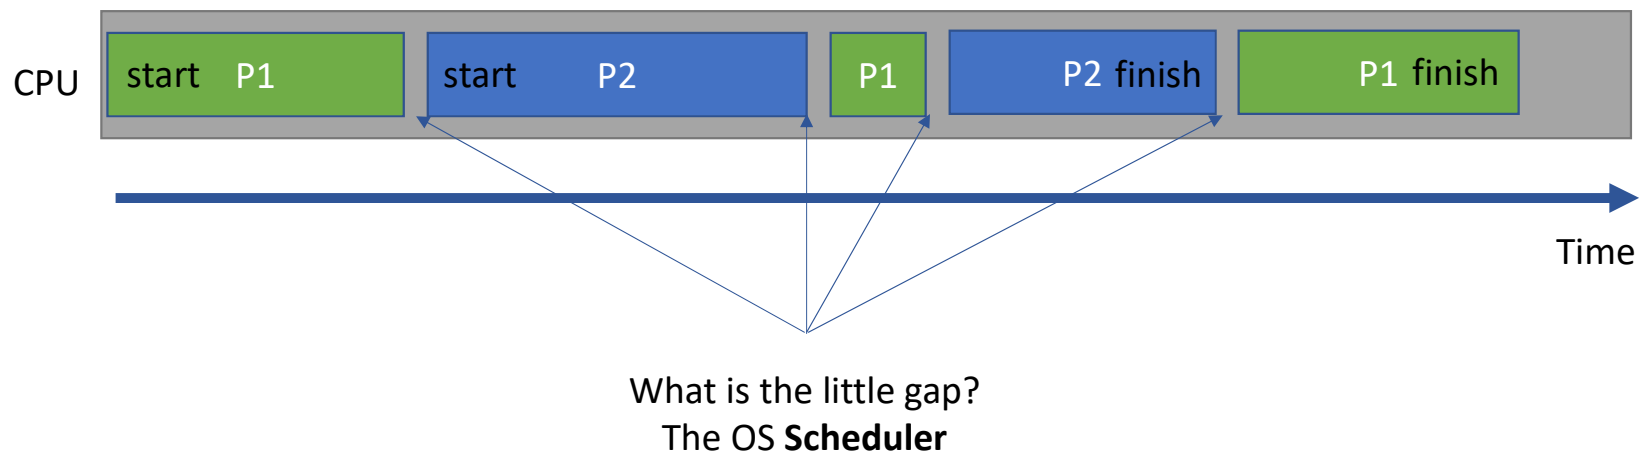 CPU
start P1
start P2
P1
P2 finish
P1 finish
Time
What is the little gap?
The OS Scheduler